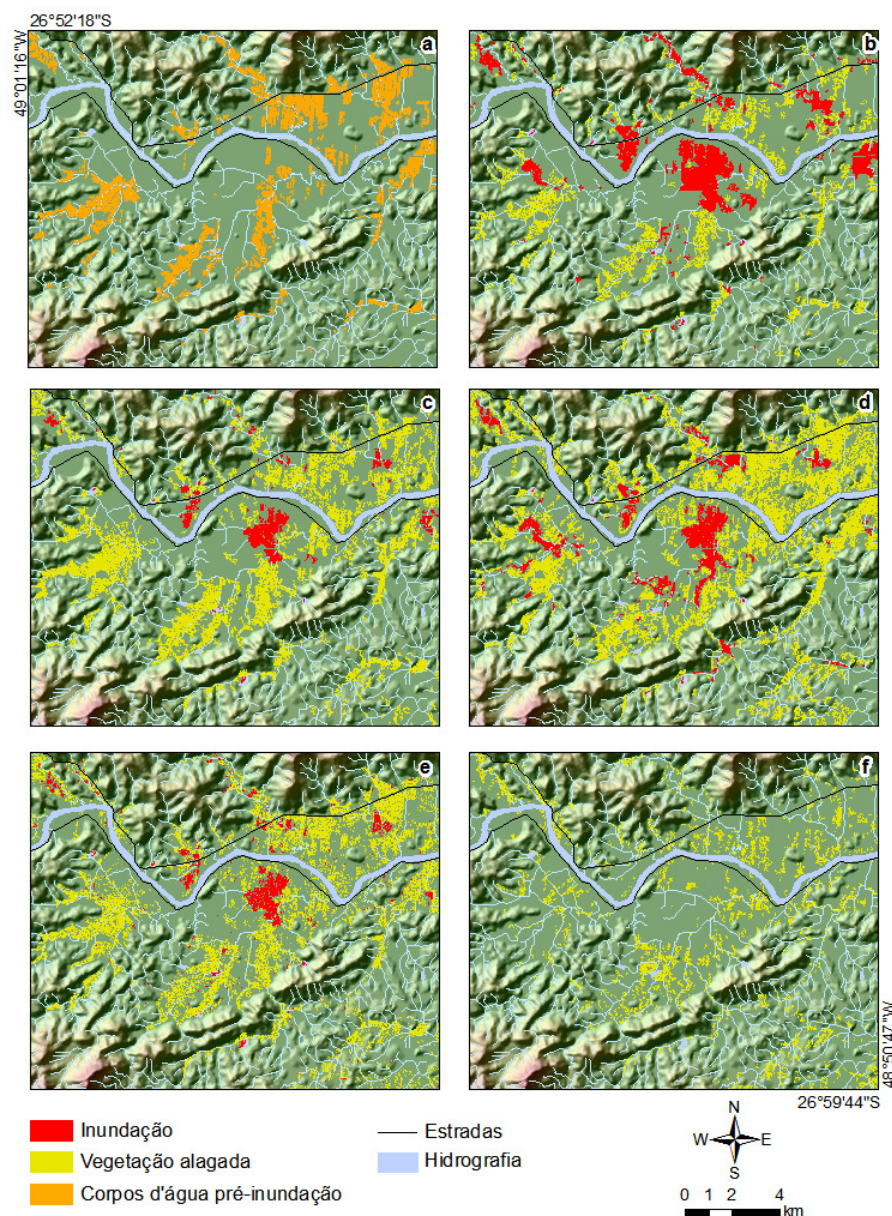 26°52'18"S
49°01'16"W
a
b
c
d
e
f
48°50'47"W
26°59'44"S
Inundação
Vegetação alagada
Corpos d'água pré-inundação
Estradas
Hidrografia
N
W E
S
0 1 2 4
km